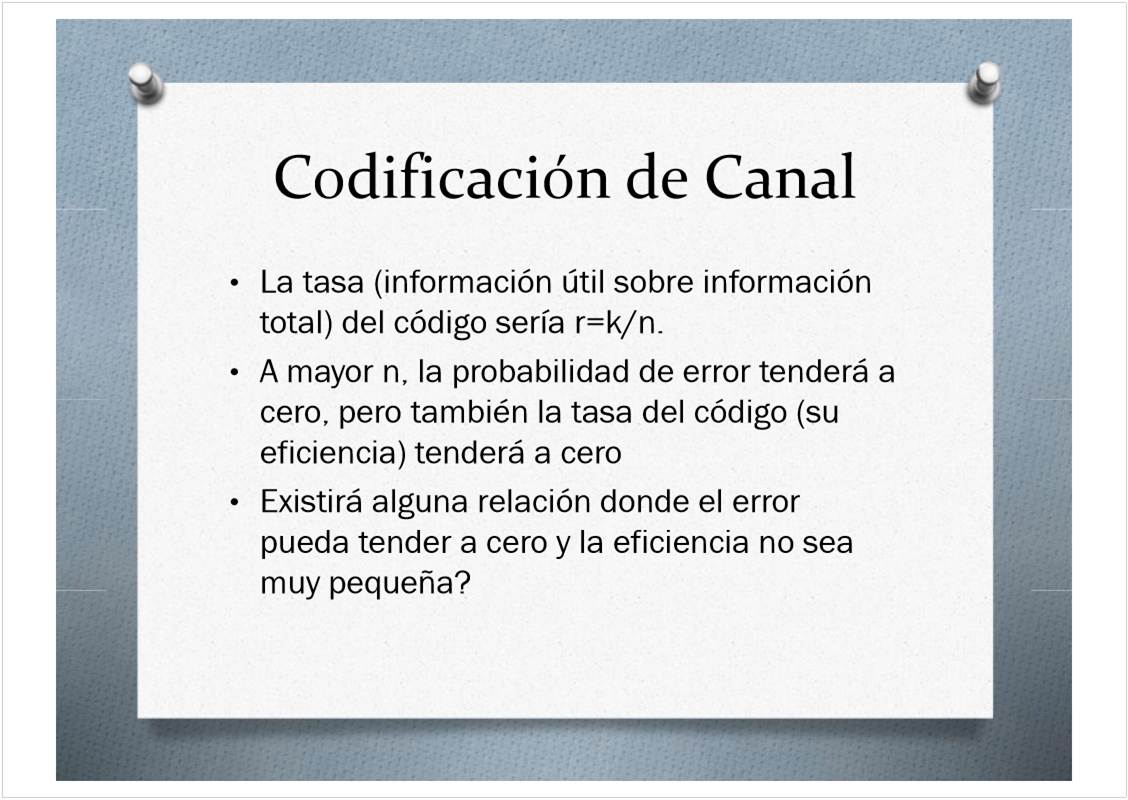 Codificación de Canal
• La tasa (información útil sobre información
total) del código sería r=k/n.
• A mayor n, la probabilidad de error tenderá a
cero, pero también la tasa del código (su
eficiencia) tenderá a cero
• Existirá alguna relación donde el error
pueda tender a cero y la eficiencia no sea
muy pequeña?